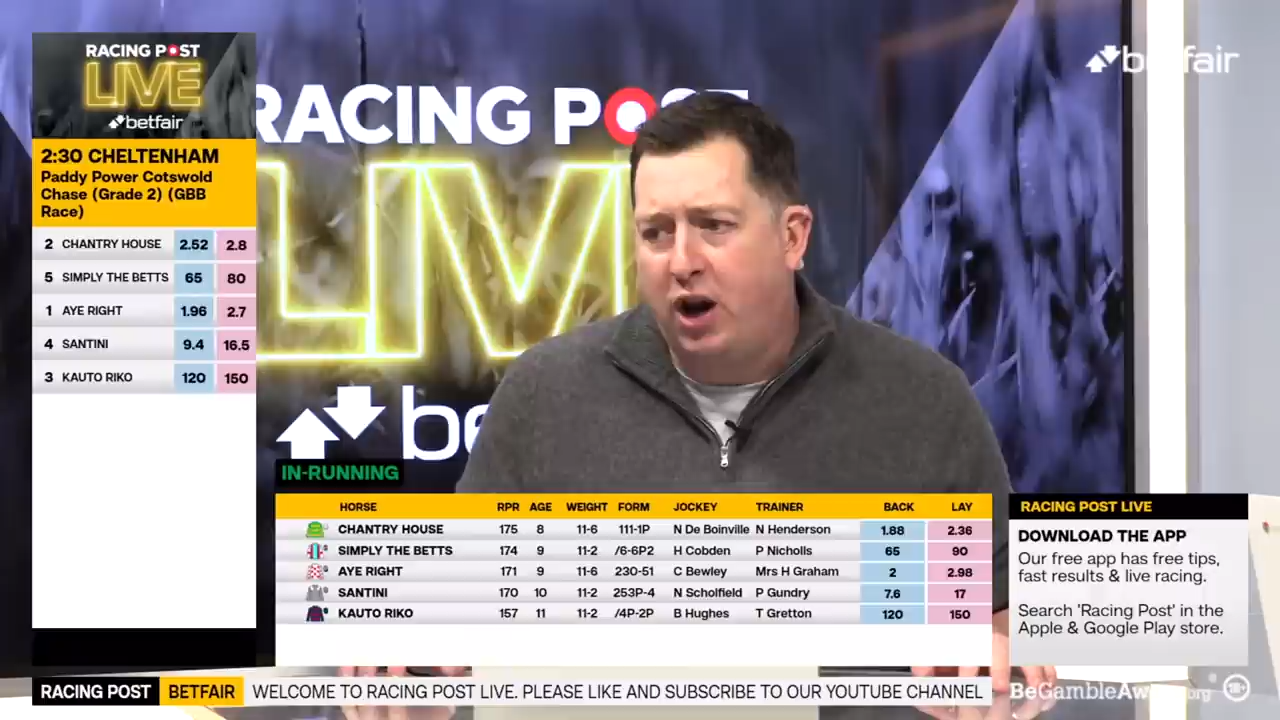 RACING POST
LIVE
betfair
2:30 CHELTENHAM
Paddy Power Cotswold
Chase (Grade 2) (GBB
Race)
2 CHANTRY HOUSE 2.52 2.8
5 SIMPLY THE BETTS 65 80
1 AYE RIGHT 1.96 2.7
4 SANTINI 9.4 16.5
3 KAUTO RIKO 120 150
RACING
LIV
betfair
IN-RUNNING
HORSE RPR AGE WEIGHT FORM JOCKEY TRAINER BACK LAY
CHANTRY HOUSE 175 8 11-6 111-1P N De Boinville N Henderson 1.88 2.36
SIMPLY THE BETTS 174 9 11-2 /6-6P2 H Cobden P Nicholls 65 90
AYE RIGHT 171 9 11-6 230-51 C Bewley Mrs H Graham 2 2.98
SANTINI 170 10 11-2 253P-4 N Scholfield P Gundry 7.6 17
KAUTO RIKO 157 11 11-2 /4P-2P B Hughes T Gretton 120 150
RACING POST LIVE
DOWNLOAD THE APP
Our free app has free tips,
fast results & live racing.
Search 'Racing Post' in the
Apple & Google Play store.
RACING POST BETFAIR WELCOME TO RACING POST LIVE. PLEASE LIKE AND SUBSCRIBE TO OUR YOUTUBE CHANNEL
BeGambleAware.org 18+